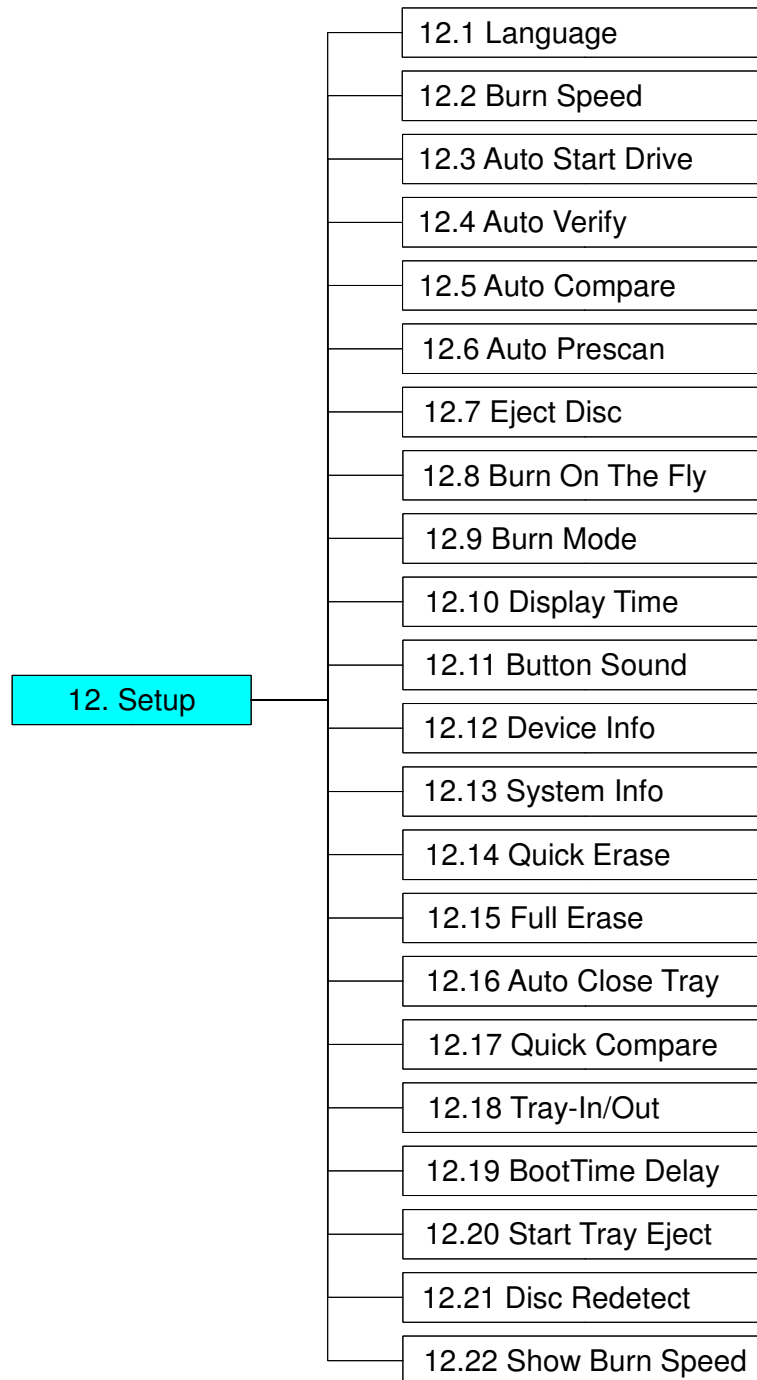 12. Setup
12.1 Language
12.2 Burn Speed
12.3 Auto Start Drive
12.4 Auto Verify
12.5 Auto Compare
12.6 Auto Prescan
12.7 Eject Disc
12.8 Burn On The Fly
12.9 Burn Mode
12.10 Display Time
12.11 Button Sound
12.12 Device Info
12.13 System Info
12.14 Quick Erase
12.15 Full Erase
12.16 Auto Close Tray
12.17 Quick Compare
12.18 Tray-In/Out
12.19 BootTime Delay
12.20 Start Tray Eject
12.21 Disc Redetect
12.22 Show Burn Speed